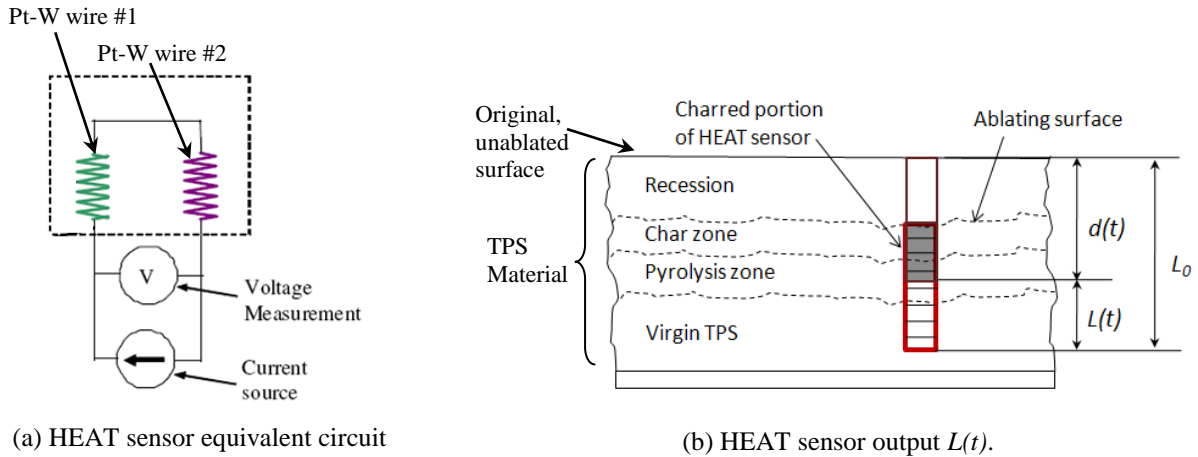 Pt-W wire #1
Pt-W wire #2
V
Voltage
Measurement
Current
source
(a) HEAT sensor equivalent circuit
Original,
unablated
surface
Charred portion
of HEAT sensor
Ablating surface
Recession
Char zone
Pyrolysis zone
Virgin TPS
TPS
Material
d(t)
L(t)
L0
(b) HEAT sensor output L(t).